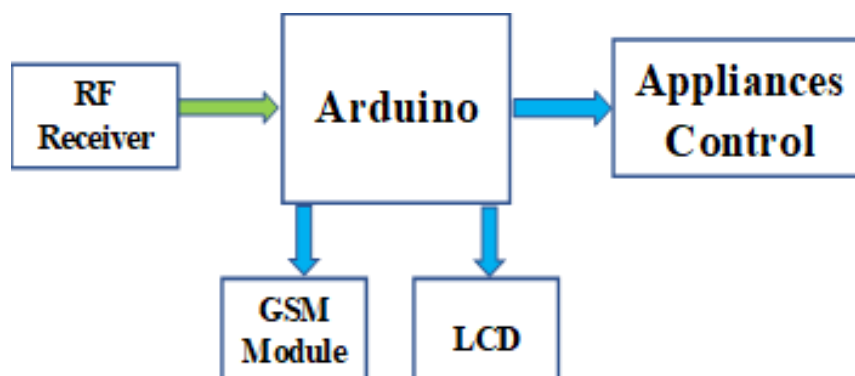 RF
Receiver
Arduino
Appliances
Control
GSM
Module
LCD